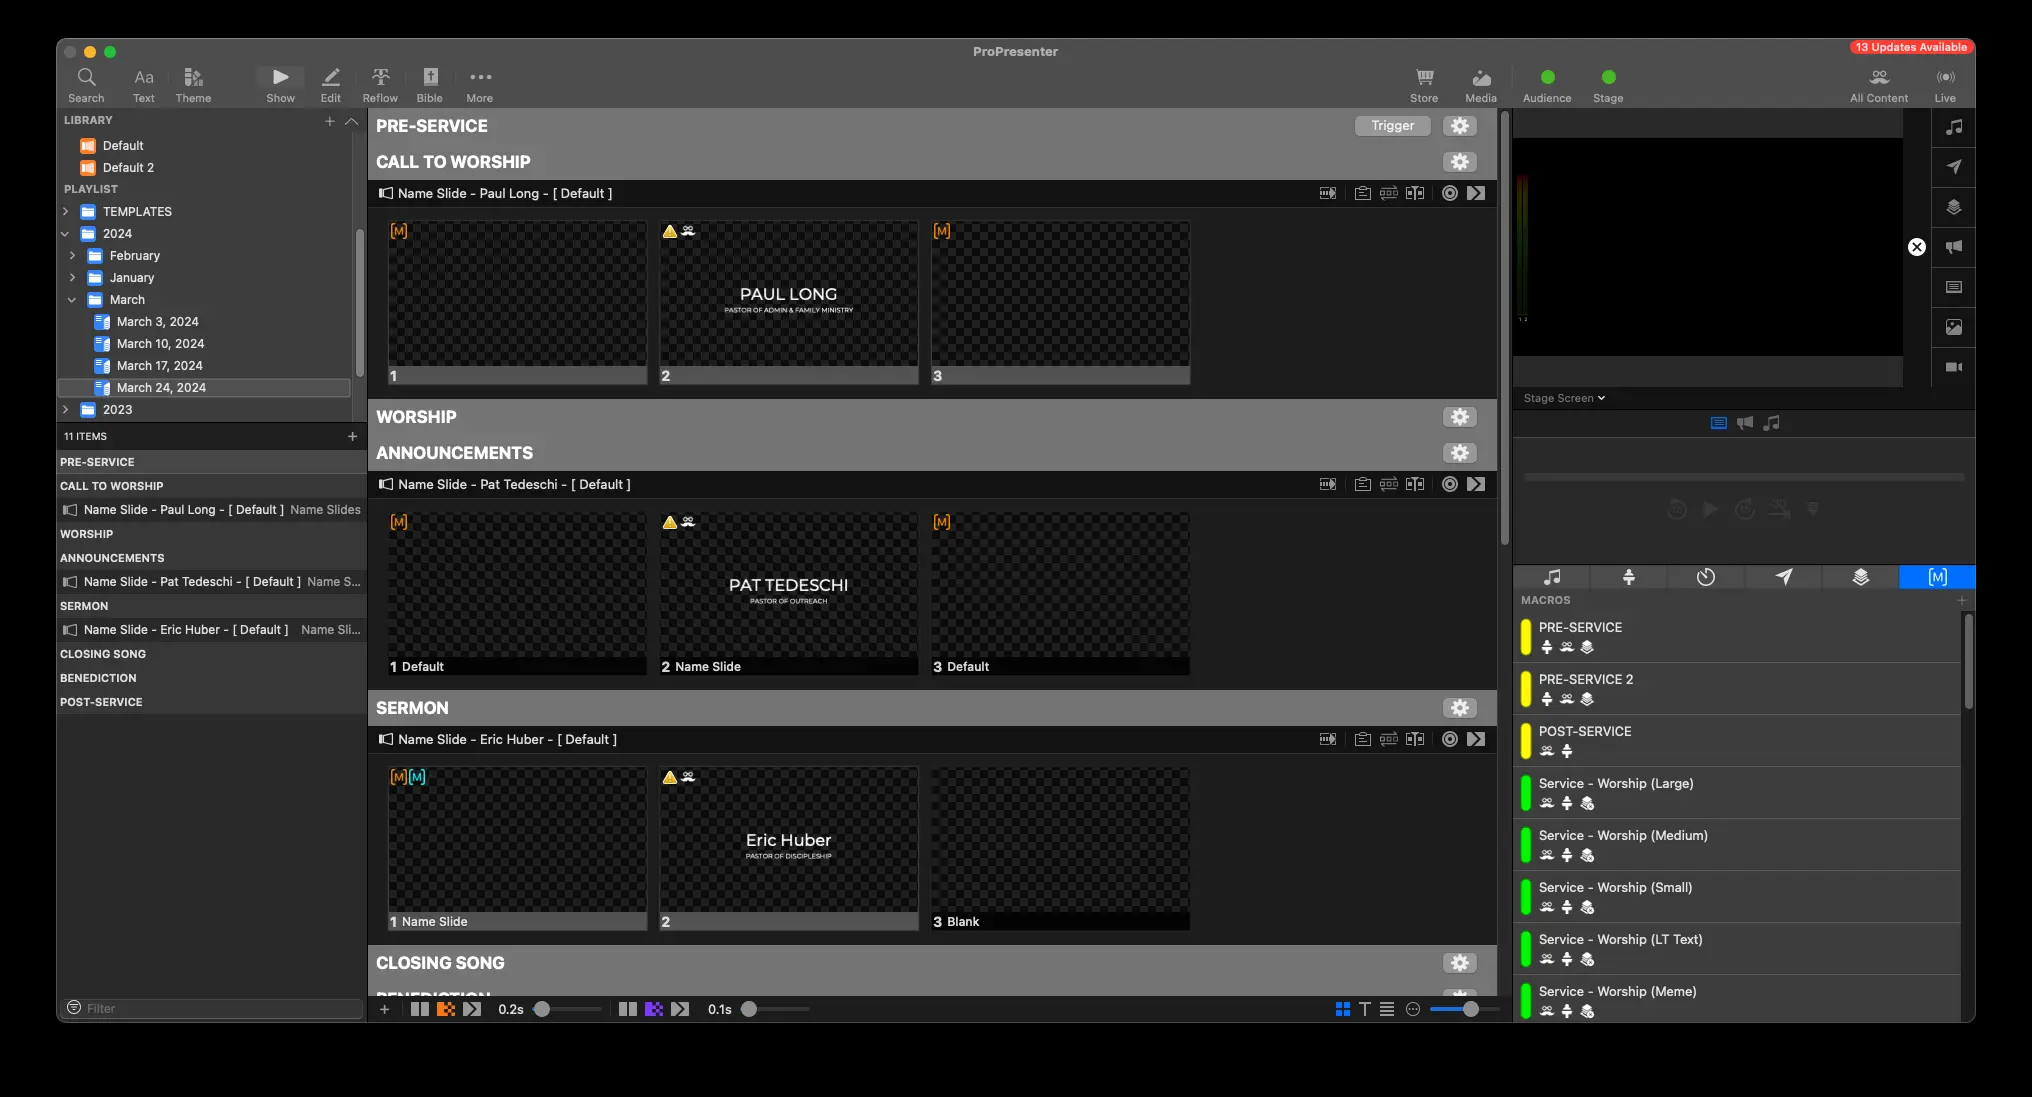 ProPresenter
13 Updates Available
Search
Text
Theme
Show
Edit
Reflow
Bible
More
Store
Media
Audience
Stage
All Content
Live
LIBRARY
Default
Default 2
PLAYLIST
TEMPLATES
2024
February
January
March
March 3, 2024
March 10, 2024
March 17, 2024
March 24, 2024
2023
11 ITEMS
PRE-SERVICE
CALL TO WORSHIP
Name Slide - Paul Long - [ Default ] Name Slides
WORSHIP
ANNOUNCEMENTS
Name Slide - Pat Tedeschi - [ Default ] Name S...
SERMON
Name Slide - Eric Huber - [ Default ] Name Sli...
CLOSING SONG
BENEDICTION
POST-SERVICE
Filter
PRE-SERVICE
Trigger
CALL TO WORSHIP
Name Slide - Paul Long - [ Default ]
[M]
[M]
PAUL LONG
PASTOR OF ADMIN & FAMILY MINISTRY
1
2
3
WORSHIP
ANNOUNCEMENTS
Name Slide - Pat Tedeschi - [ Default ]
[M]
[M]
PAT TEDESCHI
PASTOR OF OUTREACH
1 Default
2 Name Slide
3 Default
SERMON
Name Slide - Eric Huber - [ Default ]
[M][M]
Eric Huber
PASTOR OF DISCIPLESHIP
1 Name Slide
2
3 Blank
CLOSING SONG
BENEDICTION
0.2s
0.1s
1 2
Stage Screen
[M]
MACROS
PRE-SERVICE
PRE-SERVICE 2
POST-SERVICE
Service - Worship (Large)
Service - Worship (Medium)
Service - Worship (Small)
Service - Worship (LT Text)
Service - Worship (Meme)